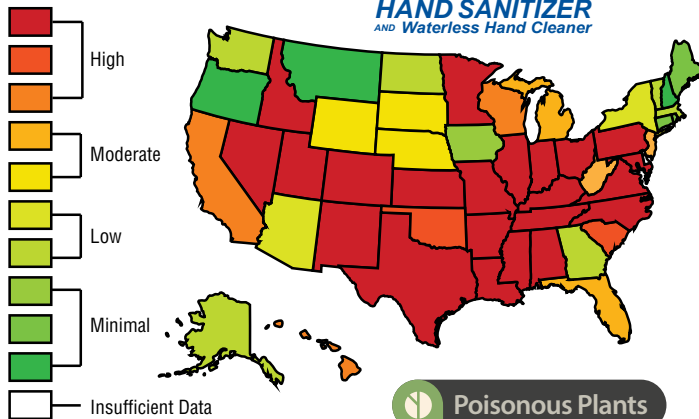 HAND SANITIZER
AND Waterless Hand Cleaner
High
Moderate
Low
Minimal
Insufficient Data
Poisonous Plants